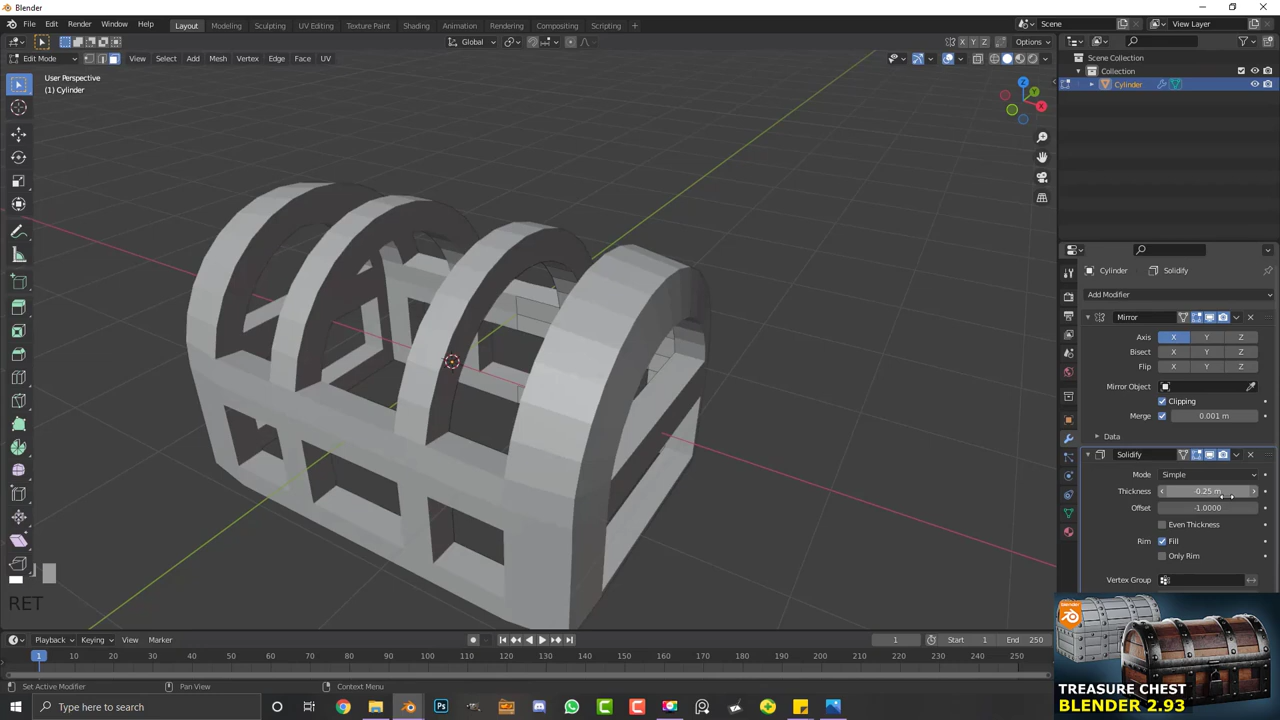 Blender
File Edit Render Window Help
Layout Modeling Sculpting UV Editing Texture Paint Shading Animation Rendering Compositing Scripting +
Scene
View Layer
Global
X Y Z
Options
Edit Mode
View Select Add Mesh Vertex Edge Face UV
User Perspective
(1) Cylinder
Z
Y
X
RET
Scene Collection
Collection
Cylinder
Cylinder
Solidify
Add Modifier
Mirror
Axis X Y Z
Bisect X Y Z
Flip X Y Z
Mirror Object
Clipping
Merge 0.001 m
Data
Solidify
Mode Simple
Thickness -0.25 m
Offset -1.0000
Even Thickness
Rim Fill
Only Rim
Vertex Group
TREASURE CHEST
BLENDER 2.93
Playback Keying View Marker
1
Start 1
End 250
1 10 20 30 40 50 60 70 80 90 100 110 120 130 140 150 160 170 180 190 200 210 220 230 240 250
Set Active Modifier
Pan View
Context Menu
Type here to search
Ps